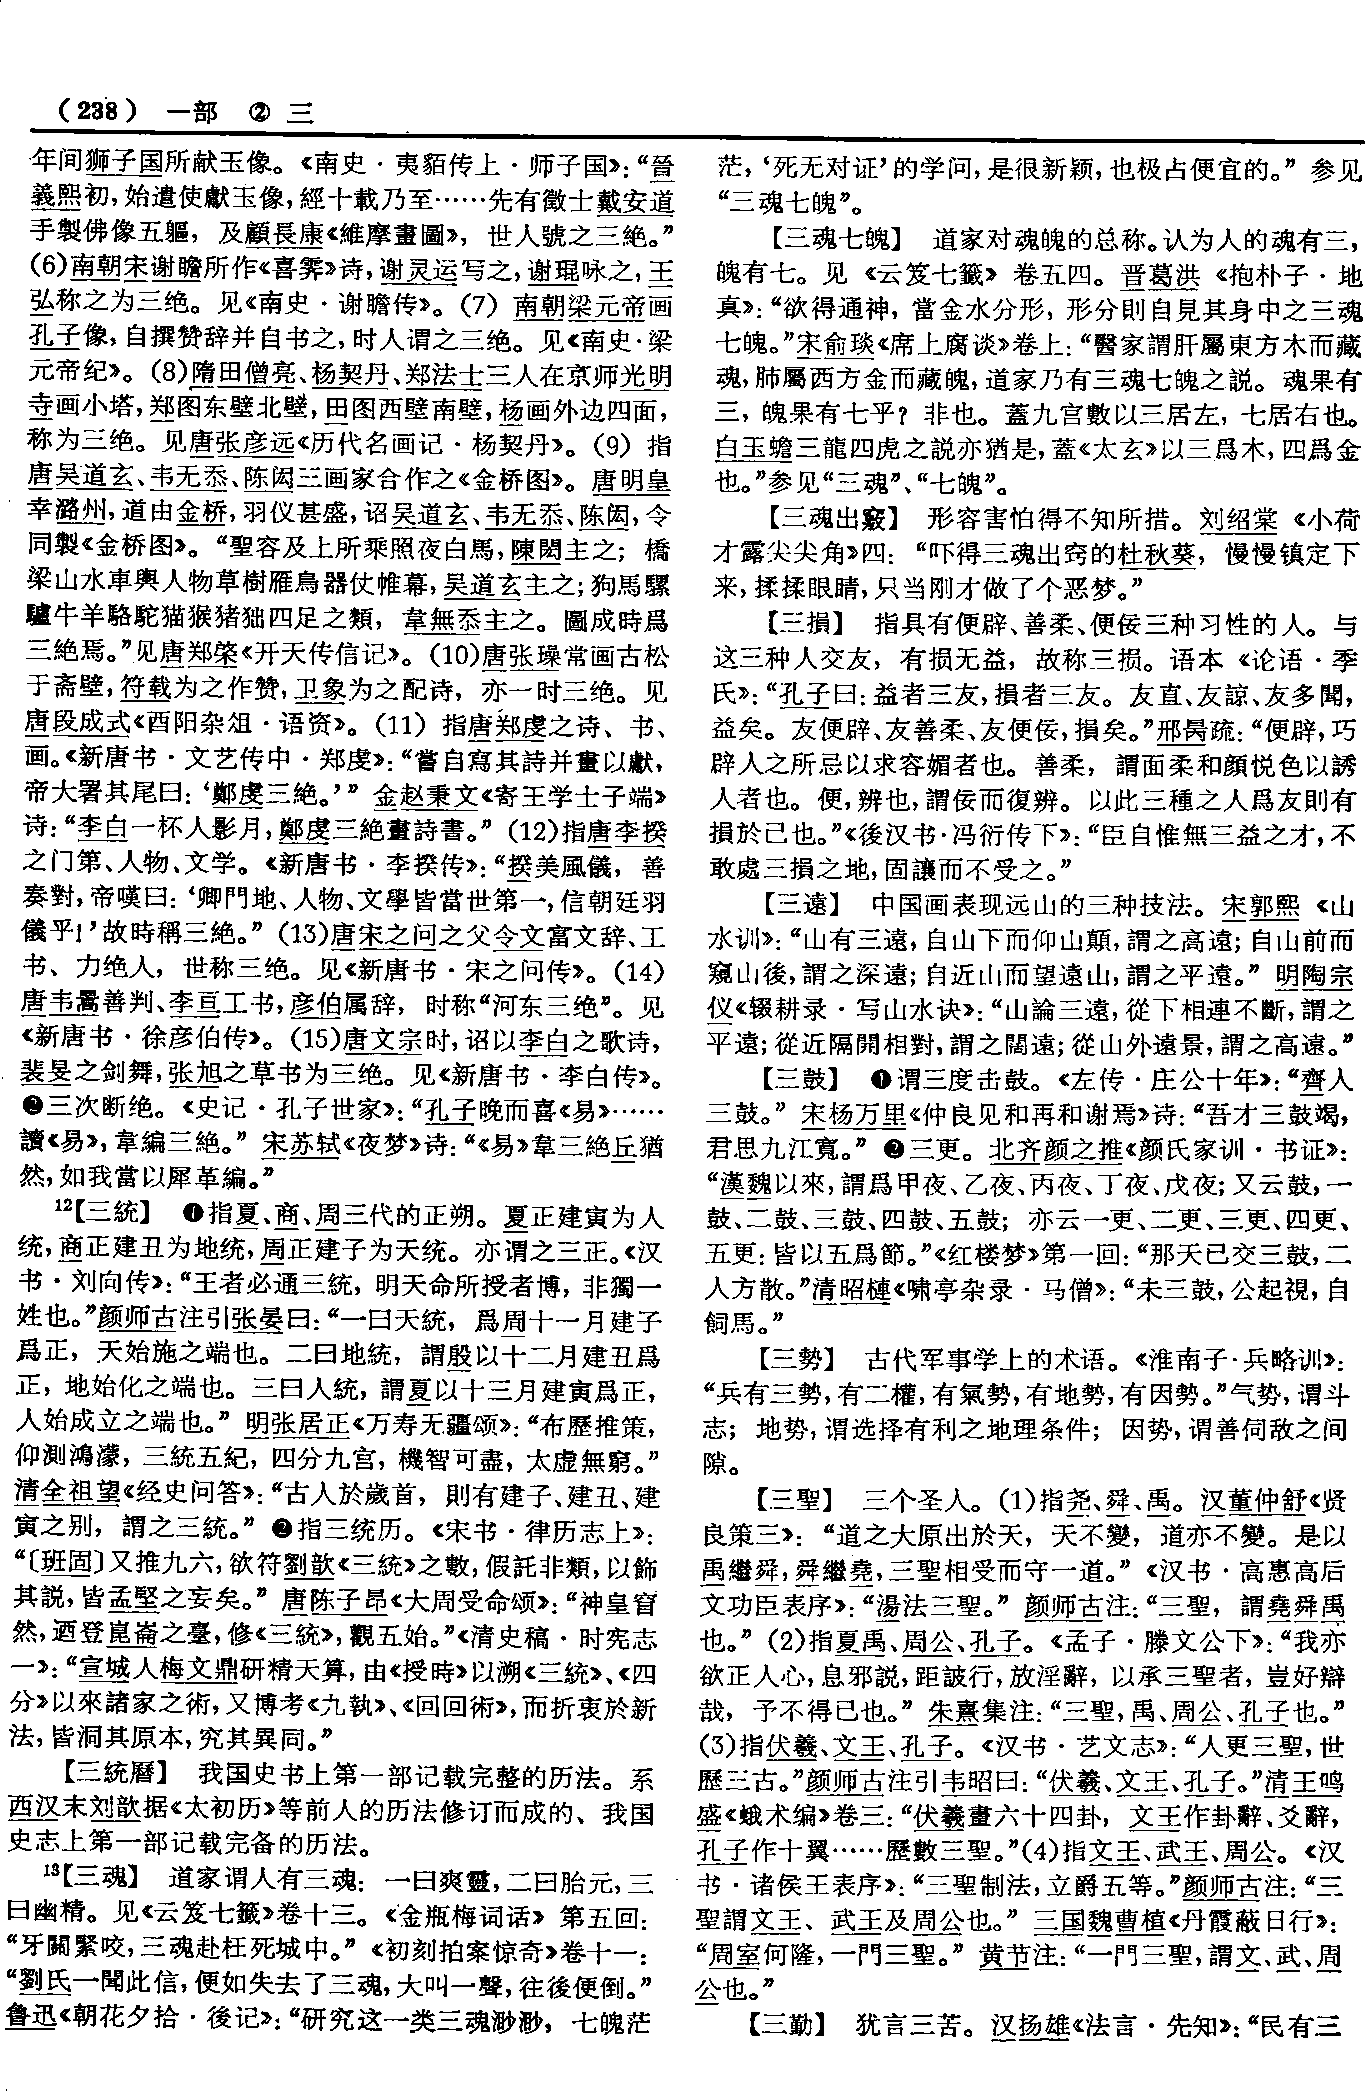 （238） 一部 ② 三
年间狮子国所献玉像。《南史·夷貊传上·师子国》：“晉
義熙初，始遣使獻玉像，經十載乃至……先有徵士戴安道
手製佛像五軀，及顧長康《維摩畫圖》，世人號之三絶。”
(6)南朝宋谢瞻所作《喜霁》诗，谢灵运写之，谢琨咏之，王
弘称之为三绝。见《南史·谢瞻传》。(7) 南朝梁元帝画
孔子像，自撰赞辞并自书之，时人谓之三绝。见《南史·梁
元帝纪》。(8)隋田僧亮、杨契丹、郑法士三人在京师光明
寺画小塔，郑图东壁北壁，田图西壁南壁，杨画外边四面，
称为三绝。见唐张彦远《历代名画记·杨契丹》。(9) 指
唐吴道玄、韦无忝、陈闳三画家合作之《金桥图》。唐明皇
幸潞州，道由金桥，羽仪甚盛，诏吴道玄、韦无忝、陈闳，令
同製《金桥图》。“聖容及上所乘照夜白馬，陳閎主之；橋
梁山水車輿人物草樹雁鳥器仗帷幕，吴道玄主之；狗馬騾
驢牛羊駱駝猫猴猪㹠四足之類，韋無忝主之。圖成時爲
三絶焉。”见唐郑棨《开天传信记》。(10)唐张璪常画古松
于斋壁，符载为之作赞，卫象为之配诗，亦一时三绝。见
唐段成式《酉阳杂俎·语资》。(11) 指唐郑虔之诗、书、
画。《新唐书·文艺传中·郑虔》：“嘗自寫其詩并畫以獻，
帝大署其尾曰：‘鄭虔三絶。’” 金赵秉文《寄王学士子端》
诗：“李白一杯人影月，鄭虔三絶畫詩書。” (12)指唐李揆
之门第、人物、文学。《新唐书·李揆传》：“揆美風儀，善
奏對，帝嘆曰：‘卿門地、人物、文學皆當世第一，信朝廷羽
儀乎！’故時稱三絶。” (13)唐宋之问之父令文富文辞、工
书、力绝人，世称三绝。见《新唐书·宋之问传》。(14)
唐韦暠善判、李亘工书，彦伯属辞，时称“河东三绝”。见
《新唐书·徐彦伯传》。(15)唐文宗时，诏以李白之歌诗，
裴旻之剑舞，张旭之草书为三绝。见《新唐书·李白传》。
❷三次断绝。《史记·孔子世家》：“孔子晚而喜《易》……
讀《易》，韋編三絶。” 宋苏轼《夜梦》诗：“《易》韋三絶丘猶
然，如我當以犀革編。”
12【三統】 ❶指夏、商、周三代的正朔。夏正建寅为人
统，商正建丑为地统，周正建子为天统。亦谓之三正。《汉
书·刘向传》：“王者必通三統，明天命所授者博，非獨一
姓也。”颜师古注引张晏曰：“一曰天統，爲周十一月建子
爲正，天始施之端也。二曰地統，謂殷以十二月建丑爲
正，地始化之端也。三曰人統，謂夏以十三月建寅爲正，
人始成立之端也。” 明张居正《万寿无疆颂》：“布歷推策，
仰測鴻濛，三統五紀，四分九宫，機智可盡，太虚無窮。”
清全祖望《经史问答》：“古人於歲首，則有建子、建丑、建
寅之别，謂之三統。” ❷指三统历。《宋书·律历志上》：
“〔班固〕又推九六，欲符劉歆《三統》之數，假託非類，以飾
其説，皆孟堅之妄矣。” 唐陈子昂《大周受命颂》：“神皇窅
然，迺登崑崙之臺，修《三統》，觀五始。”《清史稿·时宪志
一》：“宣城人梅文鼎研精天算，由《授時》以溯《三統》、《四
分》以來諸家之術，又博考《九執》、《回回術》，而折衷於新
法，皆洞其原本，究其異同。”
【三統曆】 我国史书上第一部记载完整的历法。系
西汉末刘歆据《太初历》等前人的历法修订而成的、我国
史志上第一部记载完备的历法。
13【三魂】 道家谓人有三魂：一曰爽靈，二曰胎元，三
曰幽精。见《云笈七籤》卷十三。《金瓶梅词话》第五回：
“牙關緊咬，三魂赴枉死城中。”《初刻拍案惊奇》卷十一：
“劉氏一聞此信，便如失去了三魂，大叫一聲，往後便倒。”
鲁迅《朝花夕拾·後记》：“研究这一类三魂渺渺，七魄茫
茫，‘死无对证’的学问，是很新颖，也极占便宜的。” 参见
“三魂七魄”。
【三魂七魄】 道家对魂魄的总称。认为人的魂有三，
魄有七。见《云笈七籤》卷五四。晋葛洪《抱朴子·地
真》：“欲得通神，當金水分形，形分則自見其身中之三魂
七魄。”宋俞琰《席上腐谈》卷上：“醫家謂肝屬東方木而藏
魂，肺屬西方金而藏魄，道家乃有三魂七魄之説。魂果有
三，魄果有七乎？非也。蓋九宫數以三居左，七居右也。
白玉蟾三龍四虎之説亦猶是，蓋《太玄》以三爲木，四爲金
也。”参见“三魂”、“七魄”。
【三魂出竅】 形容害怕得不知所措。刘绍棠《小荷
才露尖尖角》四：“吓得三魂出窍的杜秋葵，慢慢镇定下
来，揉揉眼睛，只当刚才做了个恶梦。”
【三損】 指具有便辟、善柔、便佞三种习性的人。与
这三种人交友，有损无益，故称三损。语本《论语·季
氏》：“孔子曰：益者三友，損者三友。友直、友諒、友多聞，
益矣。友便辟、友善柔、友便佞，損矣。”邢昺疏：“便辟，巧
辟人之所忌以求容媚者也。善柔，謂面柔和顔悦色以誘
人者也。便，辨也，謂佞而復辨。以此三種之人爲友則有
損於己也。”《後汉书·冯衍传下》：“臣自惟無三益之才，不
敢處三損之地，固讓而不受之。”
【三遠】 中国画表现远山的三种技法。宋郭熙《山
水训》：“山有三遠，自山下而仰山顛，謂之高遠；自山前而
窺山後，謂之深遠；自近山而望遠山，謂之平遠。” 明陶宗
仪《辍耕录·写山水诀》：“山論三遠，從下相連不斷，謂之
平遠；從近隔開相對，謂之闊遠；從山外遠景，謂之高遠。”
【三鼓】 ❶谓三度击鼓。《左传·庄公十年》：“齊人
三鼓。” 宋杨万里《仲良见和再和谢焉》诗：“吾才三鼓竭，
君思九江寬。” ❷三更。北齐颜之推《颜氏家训·书证》：
“漢魏以來，謂爲甲夜、乙夜、丙夜、丁夜、戊夜；又云鼓，一
鼓、二鼓、三鼓、四鼓、五鼓；亦云一更、二更、三更、四更、
五更：皆以五爲節。”《红楼梦》第一回：“那天已交三鼓，二
人方散。”清昭槤《啸亭杂录·马僧》：“未三鼓，公起視，自
飼馬。”
【三勢】 古代军事学上的术语。《淮南子·兵略训》：
“兵有三勢，有二權，有氣勢，有地勢，有因勢。”气势，谓斗
志；地势，谓选择有利之地理条件；因势，谓善伺敌之间
隙。
【三聖】 三个圣人。(1)指尧、舜、禹。汉董仲舒《贤
良策三》：“道之大原出於天，天不變，道亦不變。是以
禹繼舜，舜繼堯，三聖相受而守一道。”《汉书·高惠高后
文功臣表序》：“湯法三聖。” 颜师古注：“三聖，謂堯舜禹
也。” (2)指夏禹、周公、孔子。《孟子·滕文公下》：“我亦
欲正人心，息邪説，距詖行，放淫辭，以承三聖者，豈好辯
哉，予不得已也。” 朱熹集注：“三聖，禹、周公、孔子也。”
(3)指伏羲、文王、孔子。《汉书·艺文志》：“人更三聖，世
歷三古。”颜师古注引韦昭曰：“伏羲、文王、孔子。”清王鸣
盛《蛾术编》卷三：“伏羲畫六十四卦，文王作卦辭、爻辭，
孔子作十翼……歷數三聖。”(4)指文王、武王、周公。《汉
书·诸侯王表序》：“三聖制法，立爵五等。”颜师古注：“三
聖謂文王、武王及周公也。” 三国魏曹植《丹霞蔽日行》：
“周室何隆，一門三聖。” 黄节注：“一門三聖，謂文、武、周
公也。”
【三勤】 犹言三苦。汉扬雄《法言·先知》：“民有三